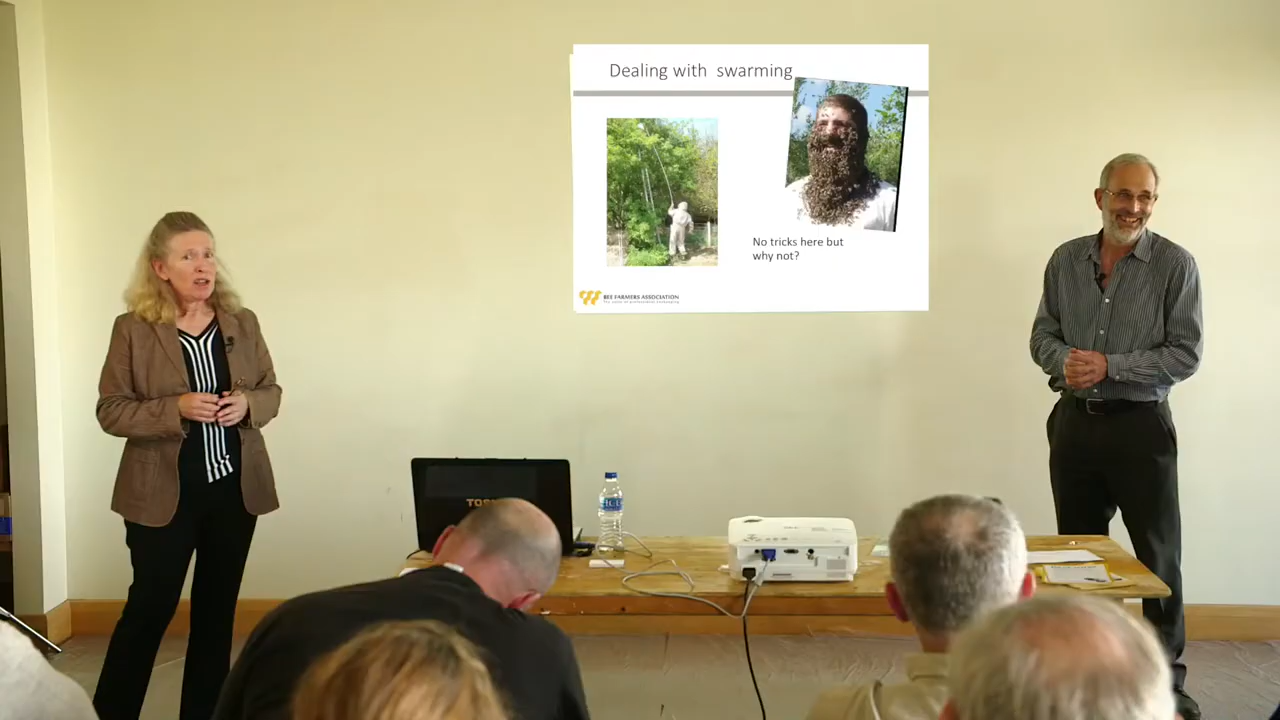 Dealing with swarming
No tricks here but
why not?
BEE FARMERS ASSOCIATION